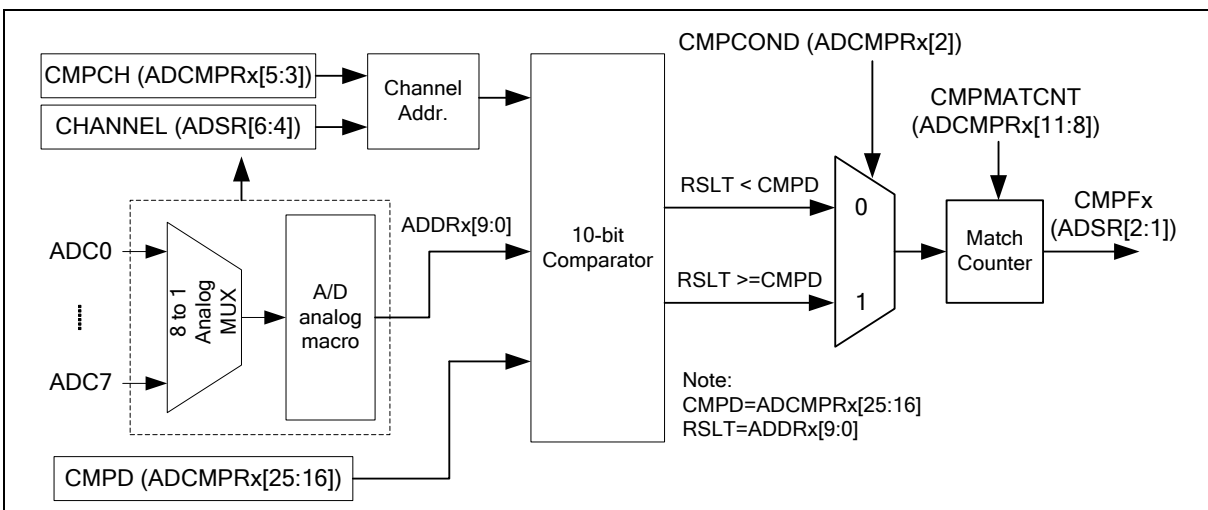 CMPCH (ADCMPRx[5:3])
CHANNEL (ADSR[6:4])
Channel
Addr.
ADC0
ADC7
8 to 1
Analog
MUX
A/D
analog
macro
ADDRx[9:0]
CMPD (ADCMPRx[25:16])
10-bit
Comparator
CMPCOND (ADCMPRx[2])
RSLT < CMPD
RSLT >=CMPD
0
1
CMPMATCNT
(ADCMPRx[11:8])
Match
Counter
CMPFx
(ADSR[2:1])
Note:
CMPD=ADCMPRx[25:16]
RSLT=ADDRx[9:0]